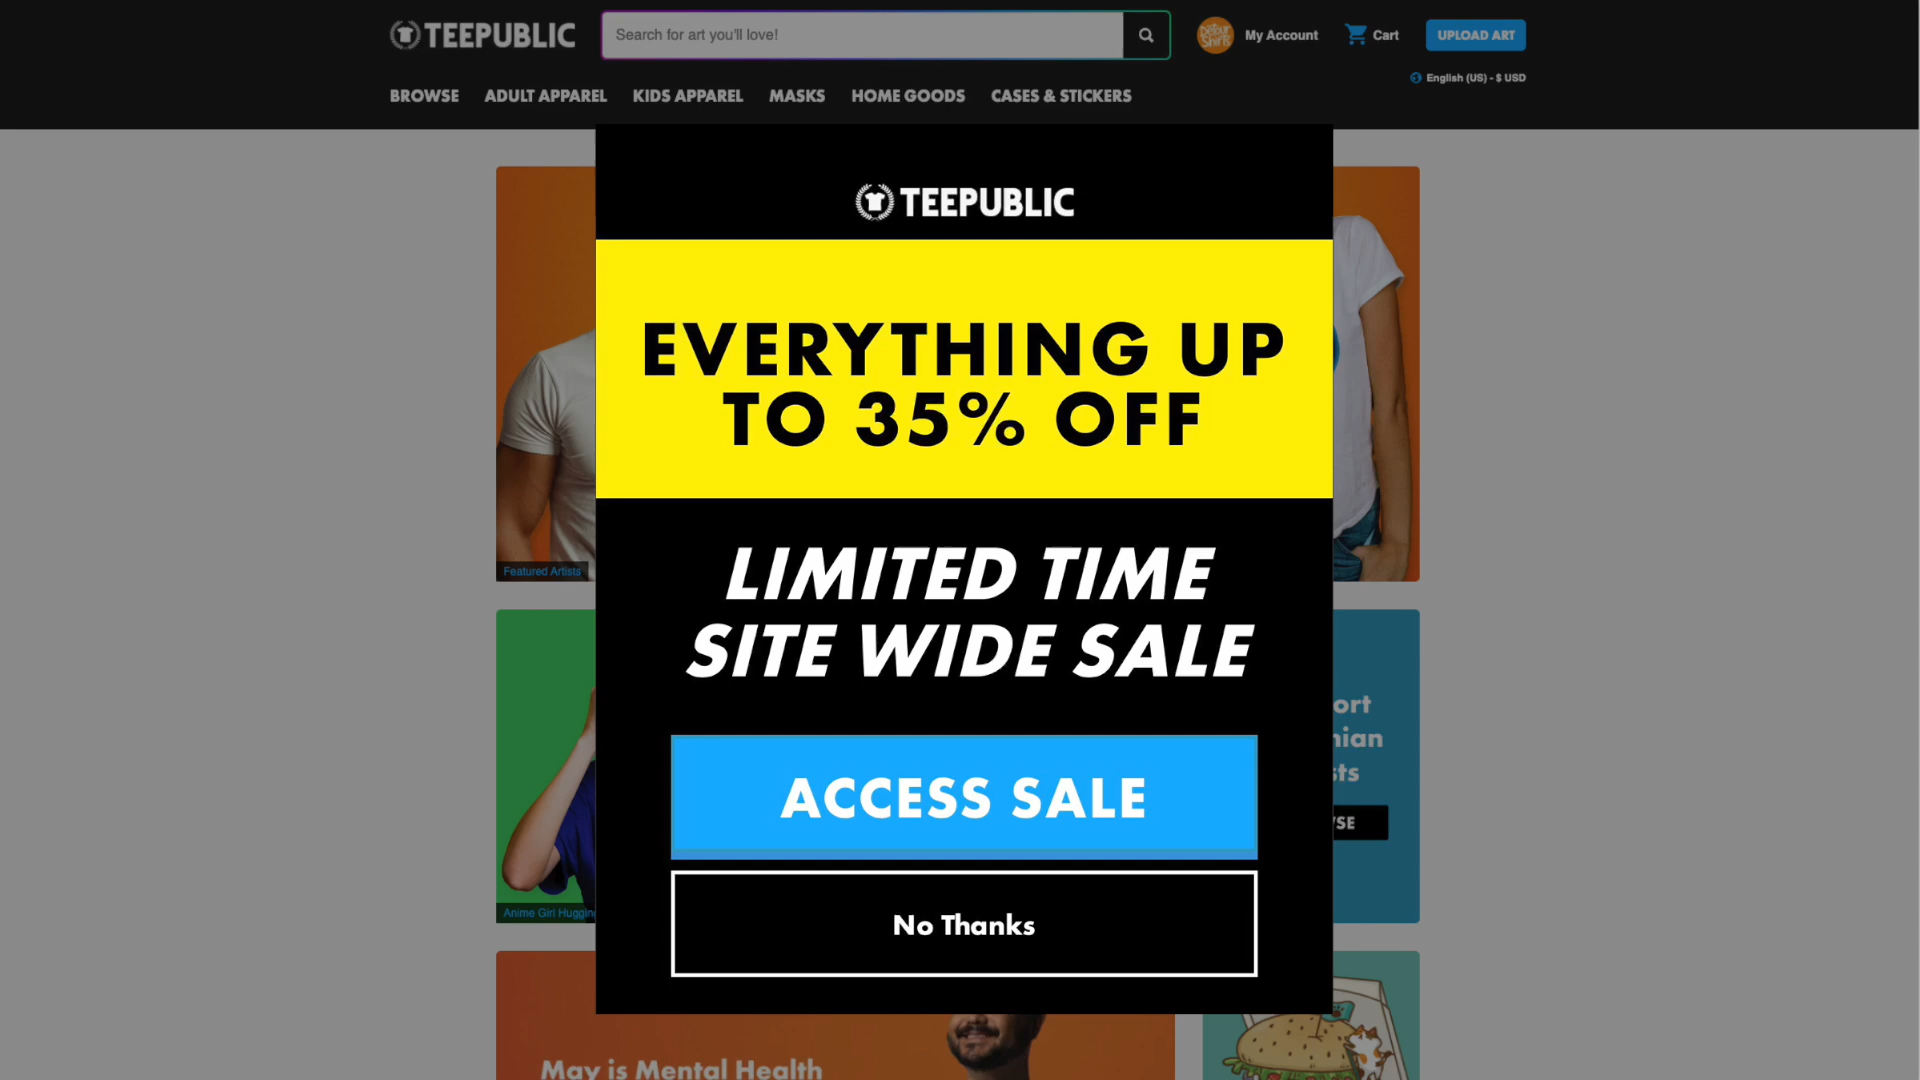 TEEPUBLIC
Search for art you'll love!
My Account
Cart
UPLOAD ART
English (US) - $ USD
BROWSE
ADULT APPAREL
KIDS APPAREL
MASKS
HOME GOODS
CASES & STICKERS
TEEPUBLIC
EVERYTHING UP
TO 35% OFF
LIMITED TIME
SITE WIDE SALE
ACCESS SALE
No Thanks
Featured Artists
Anime Girl
May is Mental Health